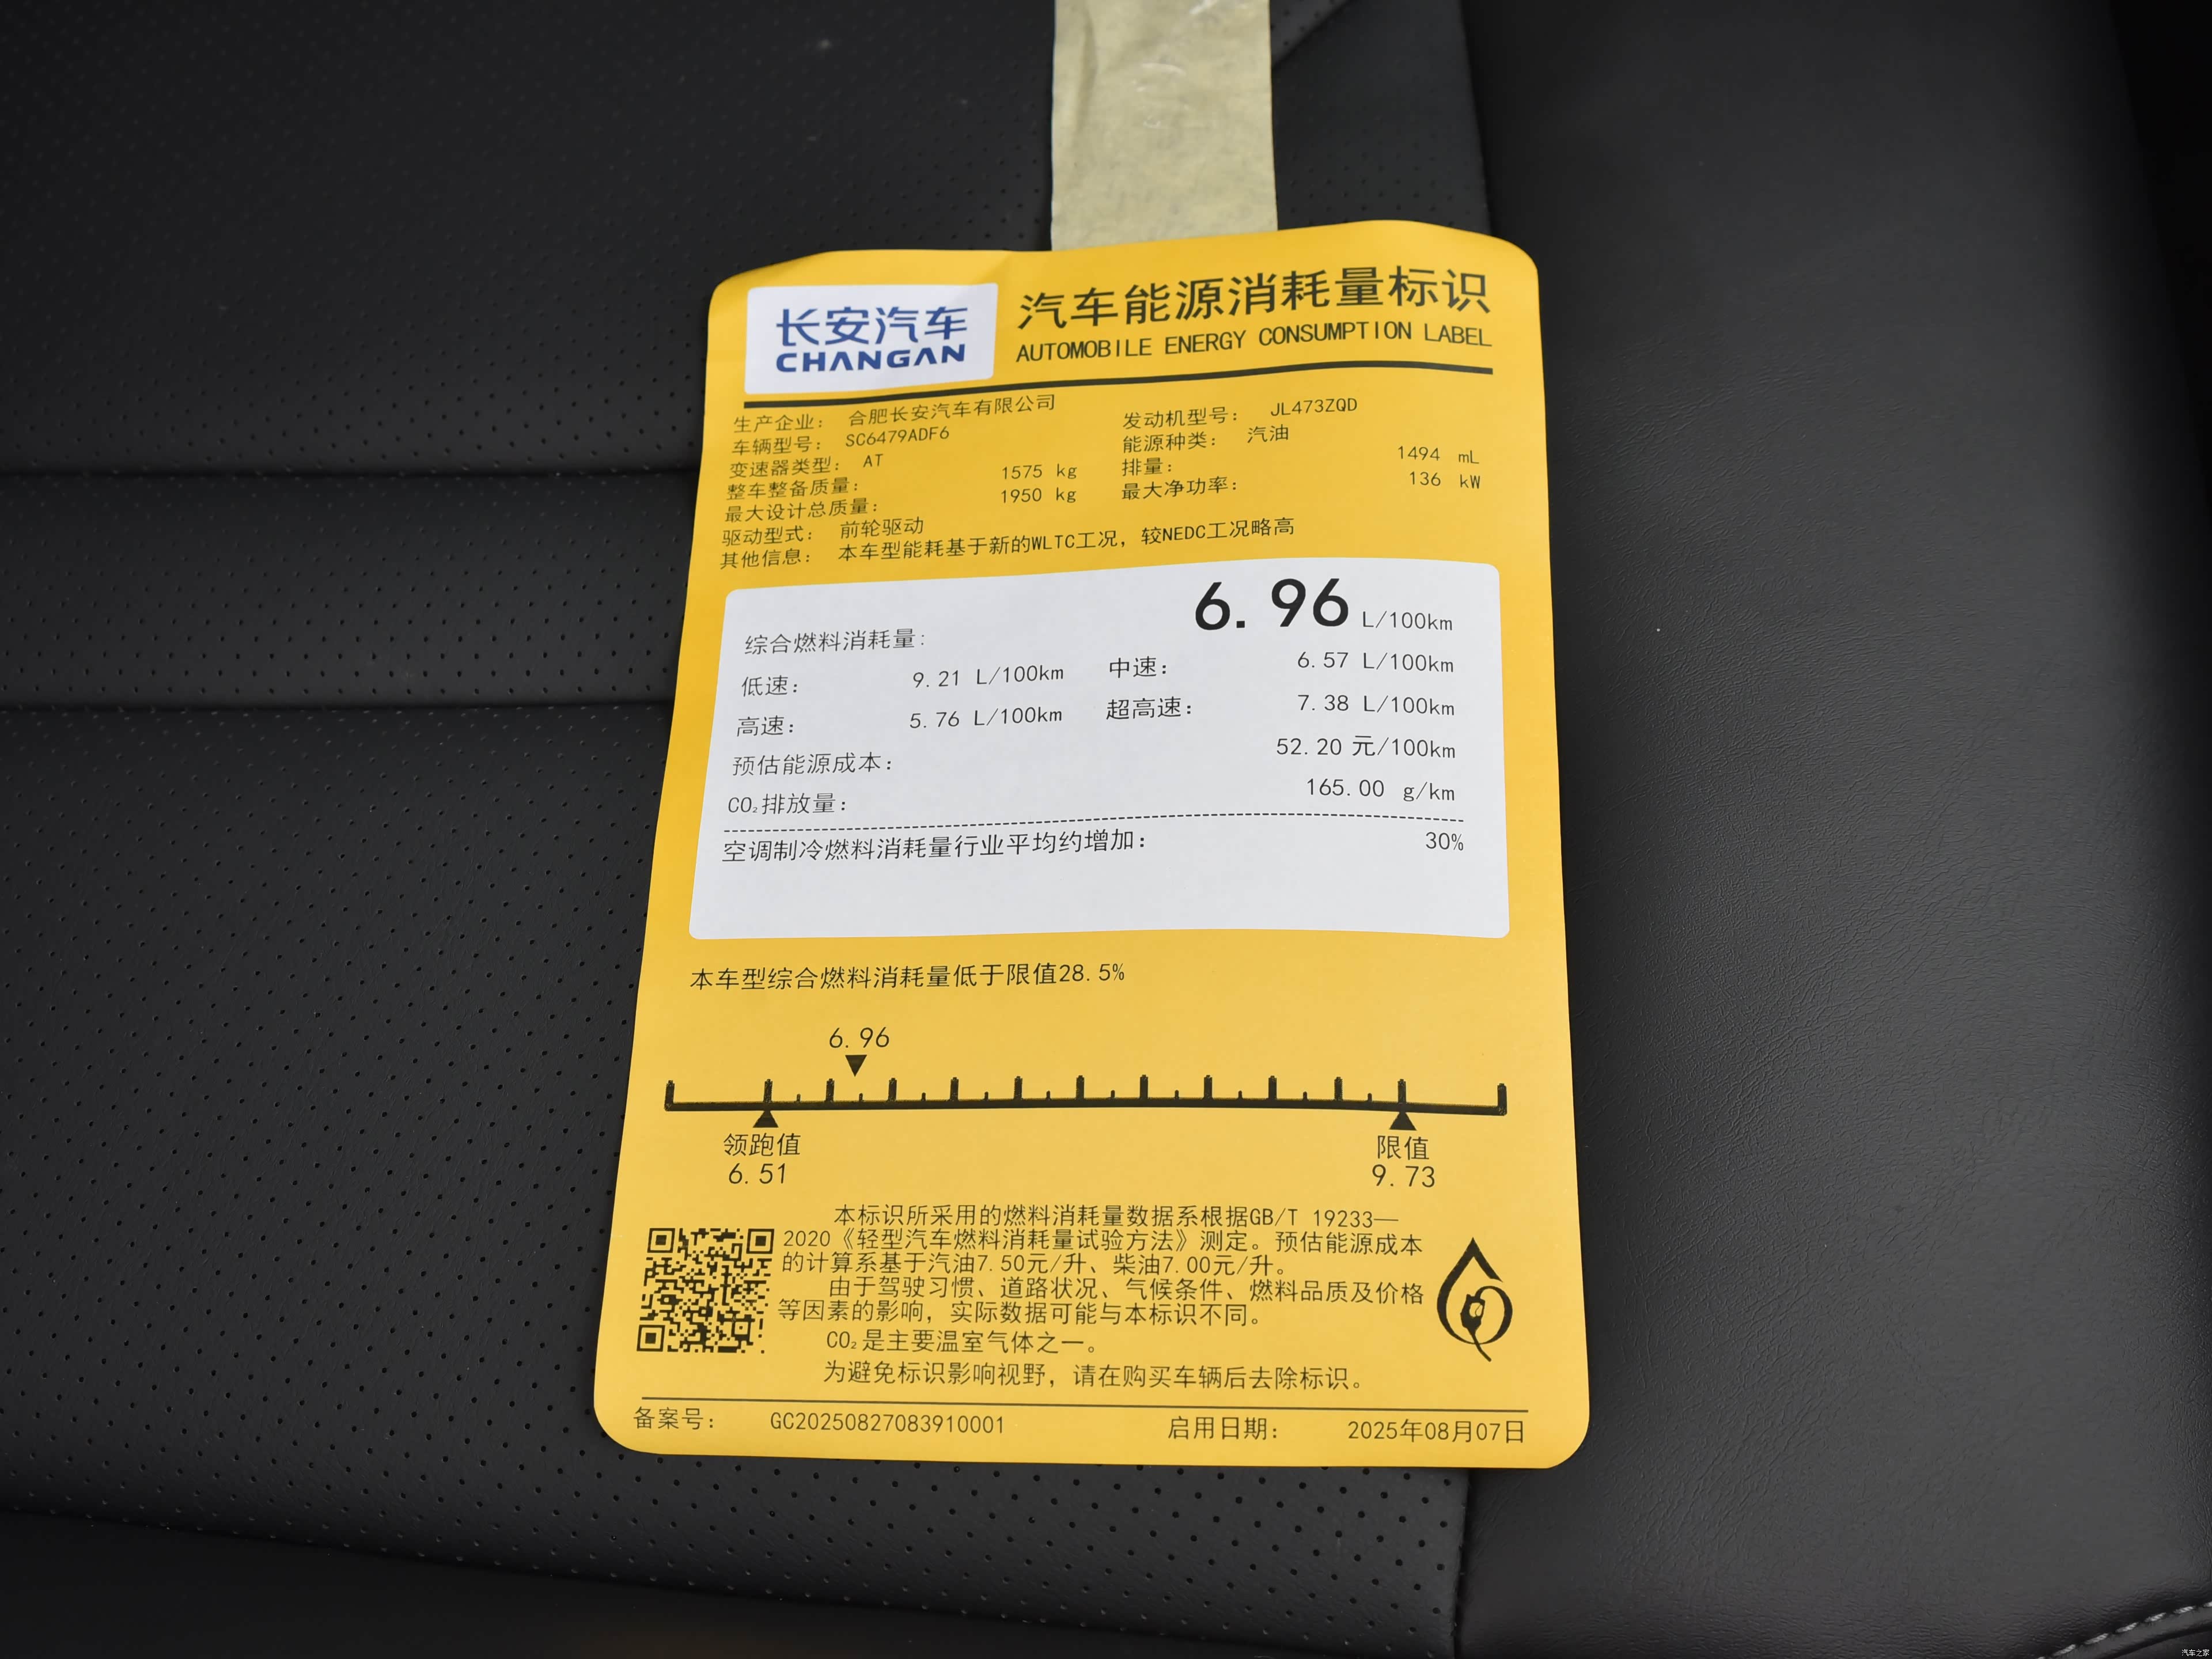 长安汽车
CHANGAN
汽车能源消耗量标识
AUTOMOBILE ENERGY CONSUMPTION LABEL
生产企业： 合肥长安汽车有限公司
车辆型号： SC6479ADF6
变速器类型： AT
整车整备质量： 1575 kg
最大设计总质量： 1950 kg
驱动型式： 前轮驱动
其他信息： 本车型能耗基于新的WLTC工况，较NEDC工况略高
发动机型号： JL473ZQD
能源种类： 汽油
排量： 1494 mL
最大净功率： 136 kW
综合燃料消耗量： 6.96 L/100km
低速： 9.21 L/100km 中速： 6.57 L/100km
高速： 5.76 L/100km 超高速： 7.38 L/100km
预估能源成本： 52.20 元/100km
CO₂排放量： 165.00 g/km
空调制冷燃料消耗量行业平均约增加： 30%
本车型综合燃料消耗量低于限值28.5%
6.96
领跑值 限值
6.51 9.73
本标识所采用的燃料消耗量数据系根据GB/T 19233—
2020《轻型汽车燃料消耗量试验方法》测定。预估能源成本
的计算系基于汽油7.50元/升、柴油7.00元/升。
由于驾驶习惯、道路状况、气候条件、燃料品质及价格
等因素的影响，实际数据可能与本标识不同。
CO₂是主要温室气体之一。
为避免标识影响视野，请在购买车辆后去除标识。
备案号： GC20250827083910001 启用日期： 2025年08月07日
汽车之家